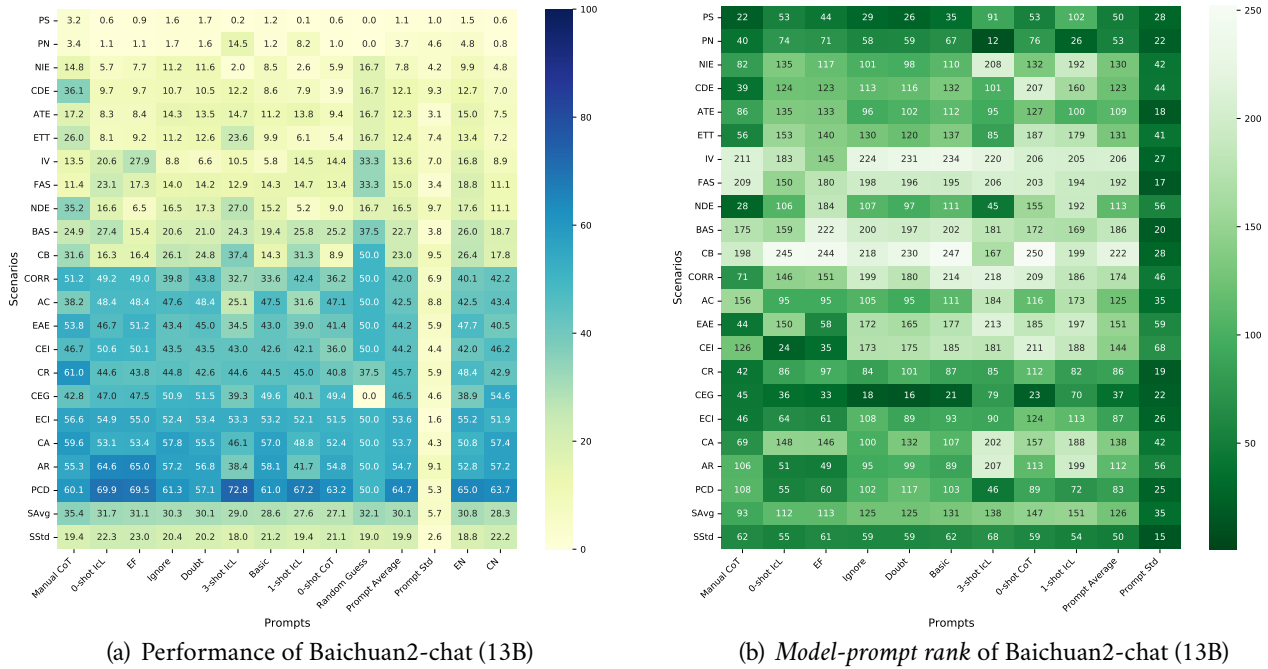 100
PS 3.2 0.6 0.9 1.6 1.7 0.2 1.2 0.1 0.6 0.0 1.1 1.0 1.5 0.6
PN 3.4 1.1 1.1 1.7 1.6 14.5 1.2 8.2 1.0 0.0 3.7 4.6 4.8 0.8
NIE 14.8 5.7 7.7 11.2 11.6 2.0 8.5 2.6 5.9 16.7 7.8 4.2 9.9 4.8
CDE 36.1 9.7 9.7 10.7 10.5 12.2 8.6 7.9 3.9 16.7 12.1 9.3 12.7 7.0
80
ATE 17.2 8.3 8.4 14.3 13.5 14.7 11.2 13.8 9.4 16.7 12.3 3.1 15.0 7.5
ETT 26.0 8.1 9.2 11.2 12.6 23.6 9.9 6.1 5.4 16.7 12.4 7.4 13.4 7.2
IV 13.5 20.6 27.9 8.8 6.6 10.5 5.8 14.5 14.4 33.3 13.6 7.0 16.8 8.9
FAS 11.4 23.1 17.3 14.0 14.2 12.9 14.3 14.7 13.4 33.3 15.0 3.4 18.8 11.1
NDE 35.2 16.6 6.5 16.5 17.3 27.0 15.2 5.2 9.0 16.7 16.5 9.7 17.6 11.1
60
BAS 24.9 27.4 15.4 20.6 21.0 24.3 19.4 25.8 25.2 37.5 22.7 3.8 26.0 18.7
CB 31.6 16.3 16.4 26.1 24.8 37.4 14.3 31.3 8.9 50.0 23.0 9.5 26.4 17.8
CORR 51.2 49.2 49.0 39.8 43.8 32.7 33.6 42.4 36.2 50.0 42.0 6.9 40.1 42.2
AC 38.2 48.4 48.4 47.6 48.4 25.1 47.5 31.6 47.1 50.0 42.5 8.8 42.5 43.4
40
EAE 53.8 46.7 51.2 43.4 45.0 34.5 43.0 39.0 41.4 50.0 44.2 5.9 47.7 40.5
CEI 46.7 50.6 50.1 43.5 43.5 43.0 42.6 42.1 36.0 50.0 44.2 4.4 42.0 46.2
CR 61.0 44.6 43.8 44.8 42.6 44.6 44.5 45.0 40.8 37.5 45.7 5.9 48.4 42.9
CEG 42.8 47.0 47.5 50.9 51.5 39.3 49.6 40.1 49.4 0.0 46.5 4.6 38.9 54.6
ECI 56.6 54.9 55.0 52.4 53.4 53.3 53.2 52.1 51.5 50.0 53.3 1.6 55.2 51.9
20
CA 59.6 53.1 53.4 57.8 55.5 46.1 57.0 48.8 52.4 50.0 53.7 4.3 50.8 57.4
AR 55.3 64.6 65.0 57.2 56.8 38.4 58.1 41.7 54.8 50.0 54.7 9.1 52.8 57.2
PCD 60.1 69.9 69.5 61.3 57.1 72.8 61.0 67.2 63.2 50.0 64.7 5.3 65.0 63.7
SAvg 35.4 31.7 31.1 30.3 30.1 29.0 28.6 27.6 27.1 32.1 30.1 5.7 30.8 28.3
SStd 19.4 22.3 23.0 20.4 20.2 18.0 21.2 19.4 21.1 19.0 19.9 2.6 18.8 22.2
0
Scenarios
Manual CoT
0-shot IcL
EF
Ignore
Doubt
3-shot IcL
Basic
1-shot IcL
0-shot CoT
Random Guess
Prompt Average
Prompt Std
EN
CN
Prompts
(a) Performance of Baichuan2-chat (13B)
PS 22 53 44 29 26 35 91 53 102 50 28
250
PN 40 74 71 58 59 67 12 76 26 53 22
NIE 82 135 117 101 98 110 208 132 192 130 42
CDE 39 124 123 113 116 132 101 207 160 123 44
ATE 86 135 133 96 102 112 95 127 100 109 18
200
ETT 56 153 140 130 120 137 85 187 179 131 41
IV 211 183 145 224 231 234 220 206 205 206 27
FAS 209 150 180 198 196 195 206 203 194 192 17
NDE 28 106 184 107 97 111 45 155 192 113 56
BAS 175 159 222 200 197 202 181 172 169 186 20
150
CB 198 245 244 218 230 247 167 250 199 222 28
CORR 71 146 151 199 180 214 218 209 186 174 46
AC 156 95 95 105 95 111 184 116 173 125 35
EAE 44 150 58 172 165 177 213 185 197 151 59
100
CEI 126 24 35 173 175 185 181 211 188 144 68
CR 42 86 97 84 101 87 85 112 82 86 19
CEG 45 36 33 18 16 21 79 23 70 37 22
ECI 46 64 61 108 89 93 90 124 113 87 26
CA 69 148 146 100 132 107 202 157 188 138 42
50
AR 106 51 49 95 99 89 207 113 199 112 56
PCD 108 55 60 102 117 103 46 89 72 83 25
SAvg 93 112 113 125 125 131 138 147 151 126 35
SStd 62 55 61 59 59 62 68 59 54 50 15
Scenarios
Manual CoT
0-shot IcL
EF
Ignore
Doubt
Basic
3-shot IcL
0-shot CoT
1-shot IcL
Prompt Average
Prompt Std
Prompts
(b) Model-prompt rank of Baichuan2-chat (13B)